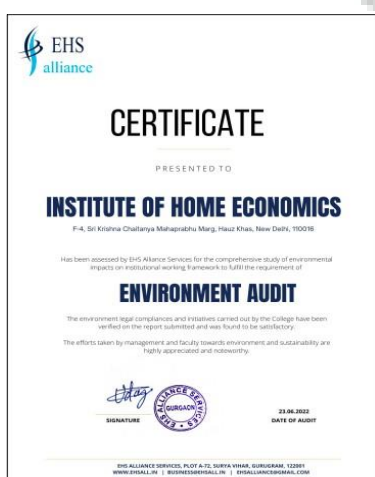 EHS
alliance
CERTIFICATE
PRESENTED TO
INSTITUTE OF HOME ECONOMICS
F-4, Sri Krishna Chaitanya Mahaprabhu Marg, Hauz Khas, New Delhi, 110016
Has been assessed by EHS Alliance Services for the comprehensive study of environmental
impacts on institutional working framework to fulfill the requirement of
ENVIRONMENT AUDIT
The environment legal compliances and initiatives carried out by the College have been
verified on the report submitted and was found to be satisfactory.
The efforts taken by management and faculty towards environment and sustainability are
highly appreciated and noteworthy.
EHS ALLIANCE SERVICES
GURGAON
23.06.2022
SIGNATURE
DATE OF AUDIT
EHS ALLIANCE SERVICES, PLOT A-72, SURYA VIHAR, GURUGRAM, 122001
WWW.EHSALL.IN | BUSINESS@EHSALL.IN | EHSALLIANCE@GMAIL.COM